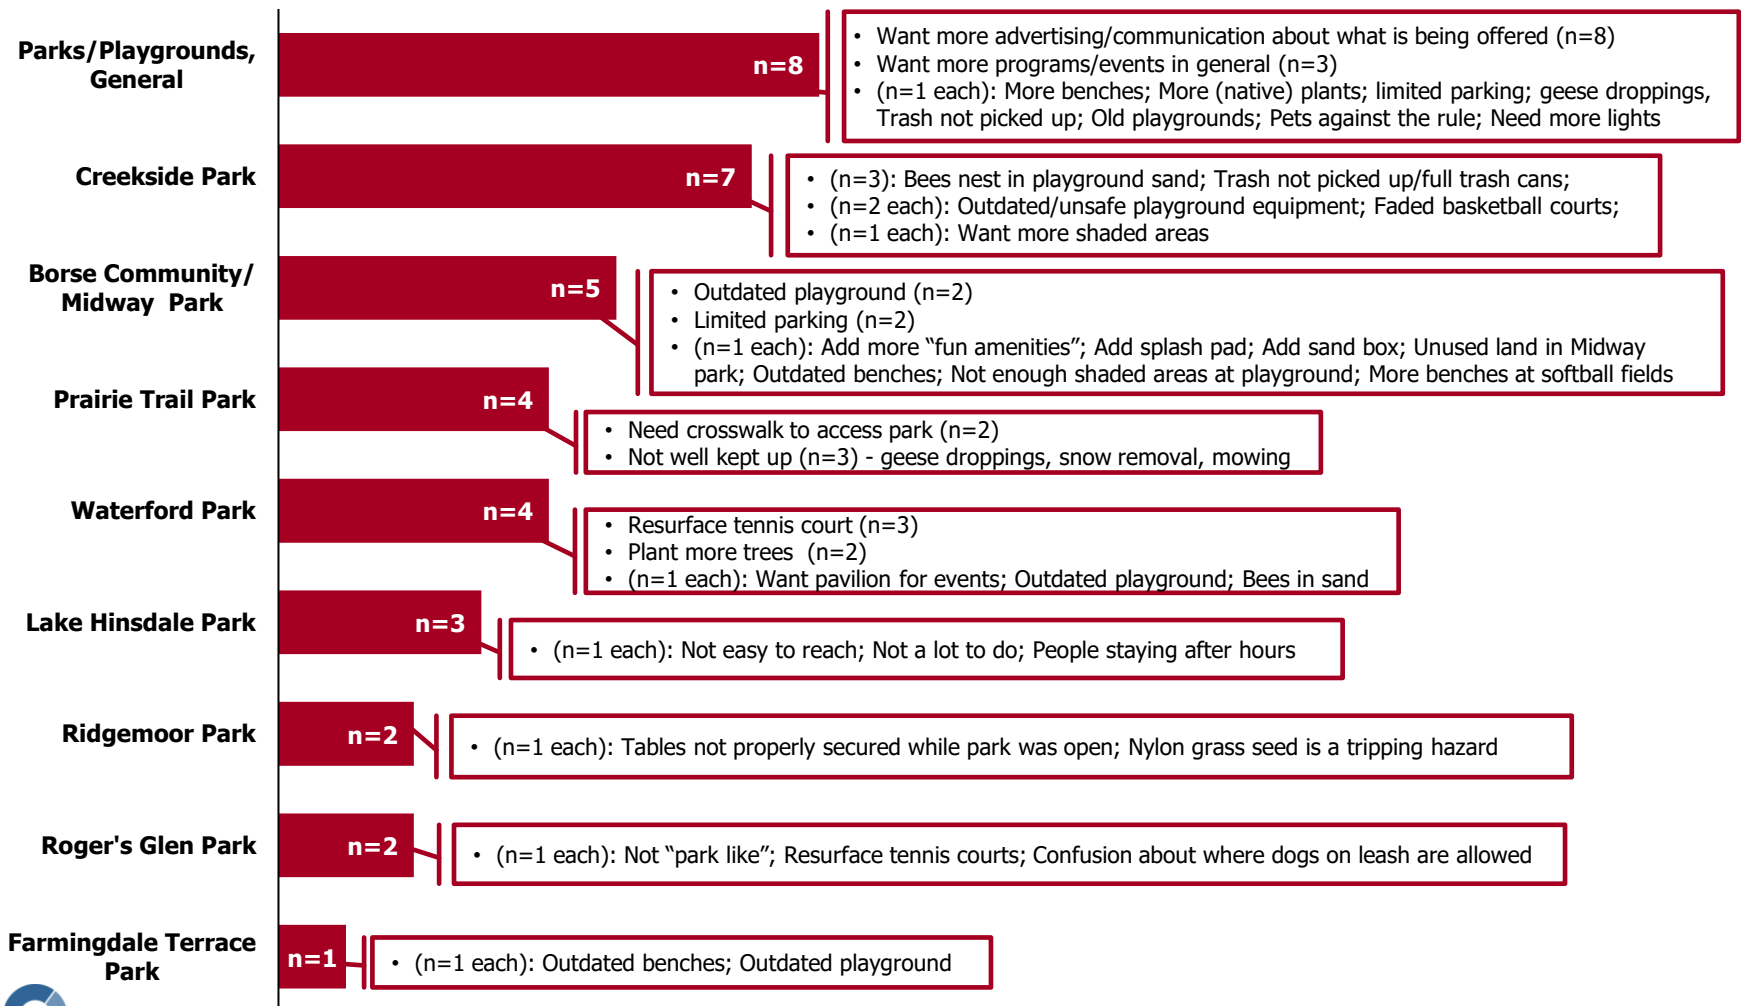 Parks/Playgrounds,
General
n=8
• Want more advertising/communication about what is being offered (n=8)
• Want more programs/events in general (n=3)
• (n=1 each): More benches; More (native) plants; limited parking; geese droppings,
Trash not picked up; Old playgrounds; Pets against the rule; Need more lights
Creekside Park
n=7
• (n=3): Bees nest in playground sand; Trash not picked up/full trash cans;
• (n=2 each): Outdated/unsafe playground equipment; Faded basketball courts;
• (n=1 each): Want more shaded areas
Borse Community/
Midway Park
n=5
• Outdated playground (n=2)
• Limited parking (n=2)
• (n=1 each): Add more “fun amenities”; Add splash pad; Add sand box; Unused land in Midway
park; Outdated benches; Not enough shaded areas at playground; More benches at softball fields
Prairie Trail Park
n=4
• Need crosswalk to access park (n=2)
• Not well kept up (n=3) - geese droppings, snow removal, mowing
Waterford Park
n=4
• Resurface tennis court (n=3)
• Plant more trees (n=2)
• (n=1 each): Want pavilion for events; Outdated playground; Bees in sand
Lake Hinsdale Park
n=3
• (n=1 each): Not easy to reach; Not a lot to do; People staying after hours
Ridgemoor Park
n=2
• (n=1 each): Tables not properly secured while park was open; Nylon grass seed is a tripping hazard
Roger's Glen Park
n=2
• (n=1 each): Not “park like”; Resurface tennis courts; Confusion about where dogs on leash are allowed
Farmingdale Terrace
Park
n=1
• (n=1 each): Outdated benches; Outdated playground